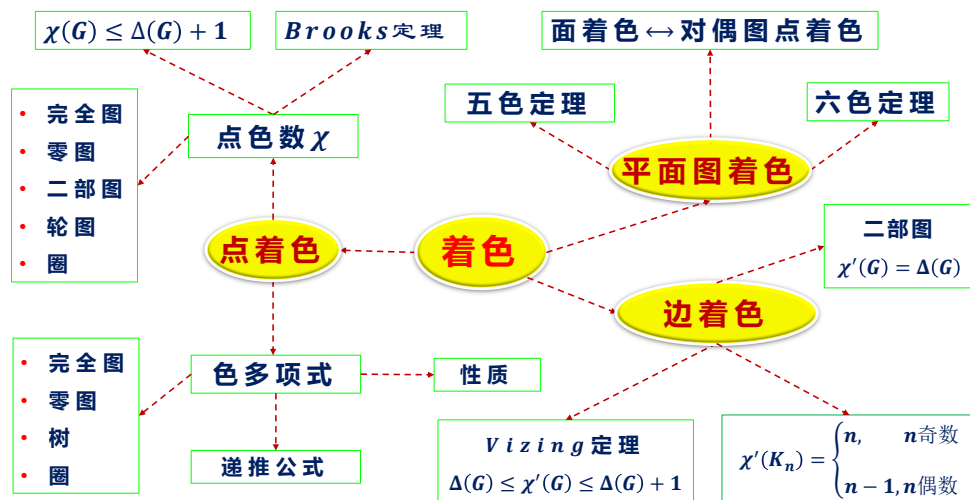 χ(G) ≤ Δ(G) + 1
Brooks定理
面着色↔对偶图点着色
五色定理
六色定理
• 完全图
• 零图
• 二部图
• 轮图
• 圈
点色数χ
平面图着色
点着色
着色
二部图
χ′(G) = Δ(G)
边着色
• 完全图
• 零图
• 树
• 圈
色多项式
性质
递推公式
Vizing定理
Δ(G) ≤ χ′(G) ≤ Δ(G) + 1
χ′(Kₙ) = {n, n奇数
n − 1, n偶数